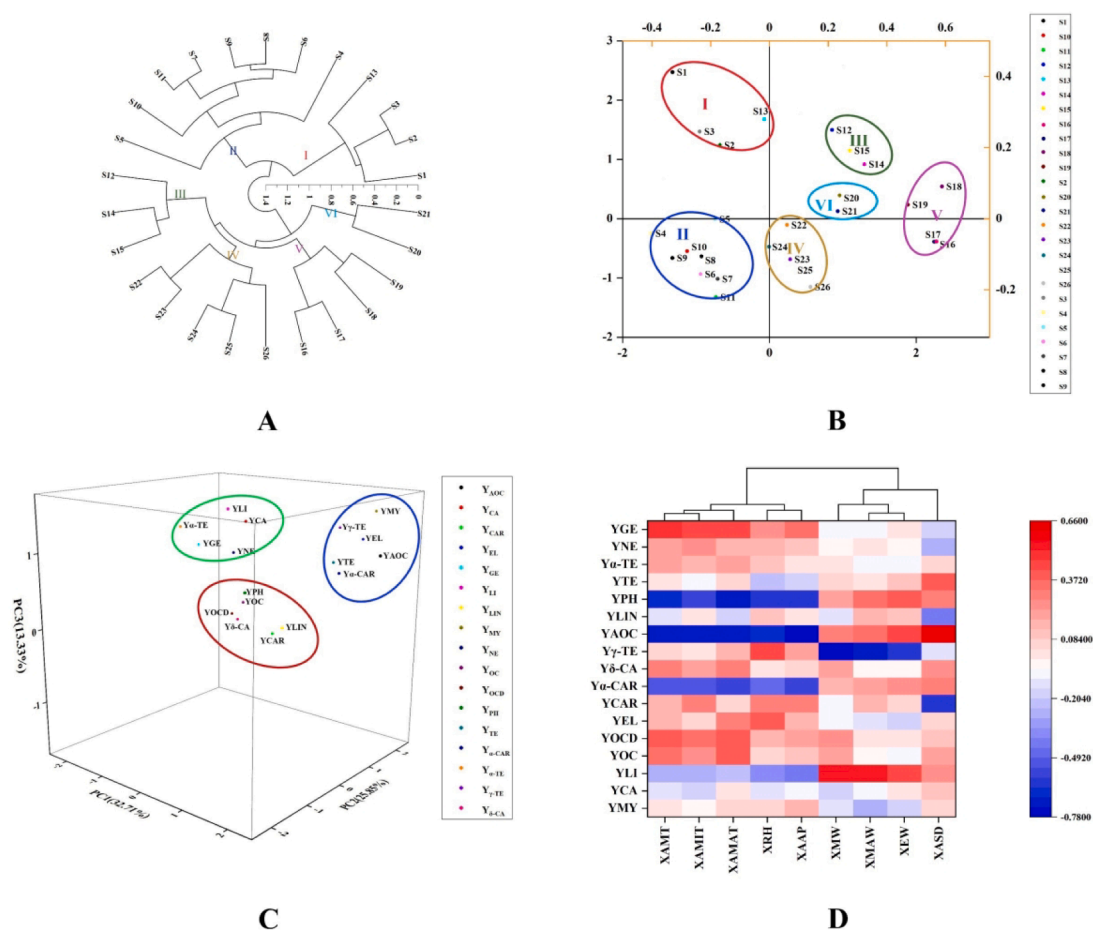 S8
S9
S6
S7
S4
S11
S13
S10
S3
S2
S5
II
I
S12
S1
III
1.4
1.2
1
0.8
0.6
0.4
0.2
0
VI
S14
S21
IV
V
S20
S15
S22
S19
S23
S18
S24
S17
S25
S26
S16
A
-0.4
-0.2
0
0.2
0.4
0.6
3
2
1
0
-1
-2
0.4
0.2
0
-0.2
-2
0
2
S1
I
S13
S3
S2
S12
III
S15
S14
VI
S20
S21
S18
S19
V
S17
S16
S5
S4
II
S10
S9
S8
S6
S7
S11
S22
S24
IV
S23
S25
S26
S1
S10
S11
S12
S13
S14
S15
S16
S17
S18
S19
S2
S20
S21
S22
S23
S24
S25
S26
S3
S4
S5
S6
S7
S8
S9
B
PC3(13.33%)
1
0
-1
YLI
Yα-TE
YCA
YGE
YNE
YMY
Yγ-TE
YEL
YAOC
YTE
Yα-CAR
YPH
YOC
YOCD
Yδ-CA
YLIN
YCAR
PC1(32.71%)
YCA
YCAR
YEL
YGE
YLI
YLIN
YMY
YNE
YOC
YOCD
YPH
YTE
Yα-CAR
Yα-TE
Yγ-TE
Yδ-CA
C
YGE
YNE
Yα-TE
YTE
YPH
YLIN
YAOC
Yγ-TE
Yδ-CA
Yα-CAR
YCAR
YEL
YOCD
YOC
YLI
YCA
YMY
XAMT
XAMIT
XAMAT
XRH
XAAP
XMW
XMAW
XEW
XASD
0.6600
0.3720
0.08400
-0.2040
-0.4920
-0.7800
D